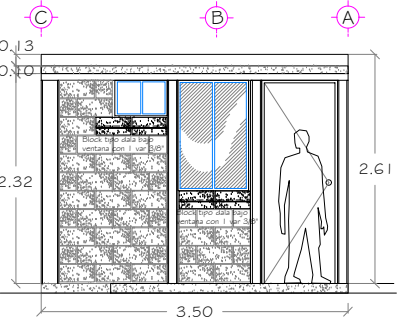 C
B
A
0.13
0.10
Block tipo dala bajo
ventana con 1 var 3/8"
2.32
2.61
Block tipo dala bajo
ventana con 1 var 3/8"
3.50